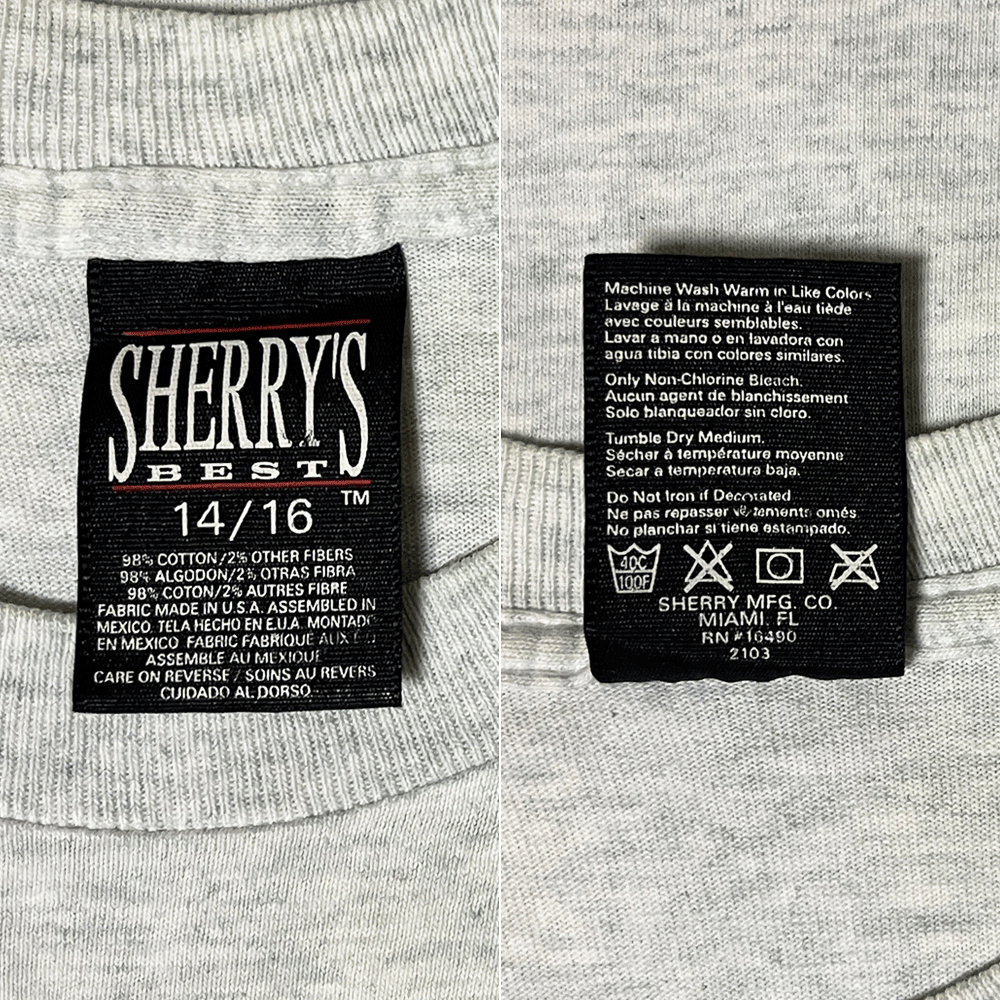 SHERRY'S
BEST
TM
14/16
98% COTTON/2% OTHER FIBERS
98% ALGODON/2% OTRAS FIBRA
98% COTON/2% AUTRES FIBRE
FABRIC MADE IN U.S.A. ASSEMBLED IN
MEXICO. TELA HECHO EN E.U.A. MONTADO
EN MEXICO. FABRIC FABRIQUE AUX
ASSEMBLE AU MEXIQUE
CARE ON REVERSE / SOINS AU REVERS
CUIDADO AL DORSO
Machine Wash Warm in Like Colors
Lavage à la machine à l'eau tiède
avec couleurs semblables.
Lavar a mano o en lavadora con
agua tibia con colores similares.
Only Non-Chlorine Bleach.
Aucun agent de blanchissement
Solo blanqueador sin cloro.
Tumble Dry Medium.
Sécher à température moyenne
Secar a temperatura baja.
Do Not Iron if Decorated
Ne pas repasser omés.
No planchar si tiene estampado.
40C
100F
SHERRY MFG. CO.
MIAMI. FL
RN #16490
2103